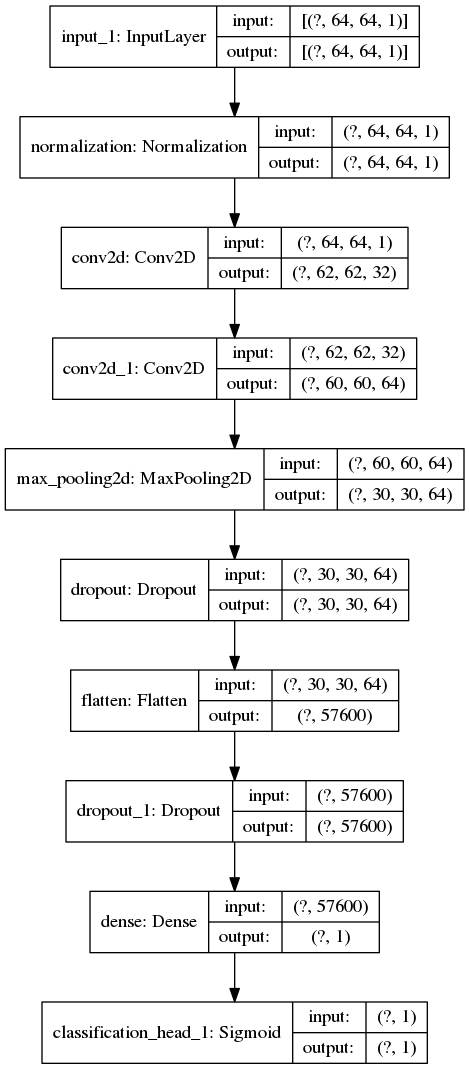 input_1: InputLayer
input: [(?, 64, 64, 1)]
output: [(?, 64, 64, 1)]
normalization: Normalization
input: (?, 64, 64, 1)
output: (?, 64, 64, 1)
conv2d: Conv2D
input: (?, 64, 64, 1)
output: (?, 62, 62, 32)
conv2d_1: Conv2D
input: (?, 62, 62, 32)
output: (?, 60, 60, 64)
max_pooling2d: MaxPooling2D
input: (?, 60, 60, 64)
output: (?, 30, 30, 64)
dropout: Dropout
input: (?, 30, 30, 64)
output: (?, 30, 30, 64)
flatten: Flatten
input: (?, 30, 30, 64)
output: (?, 57600)
dropout_1: Dropout
input: (?, 57600)
output: (?, 57600)
dense: Dense
input: (?, 57600)
output: (?, 1)
classification_head_1: Sigmoid
input: (?, 1)
output: (?, 1)